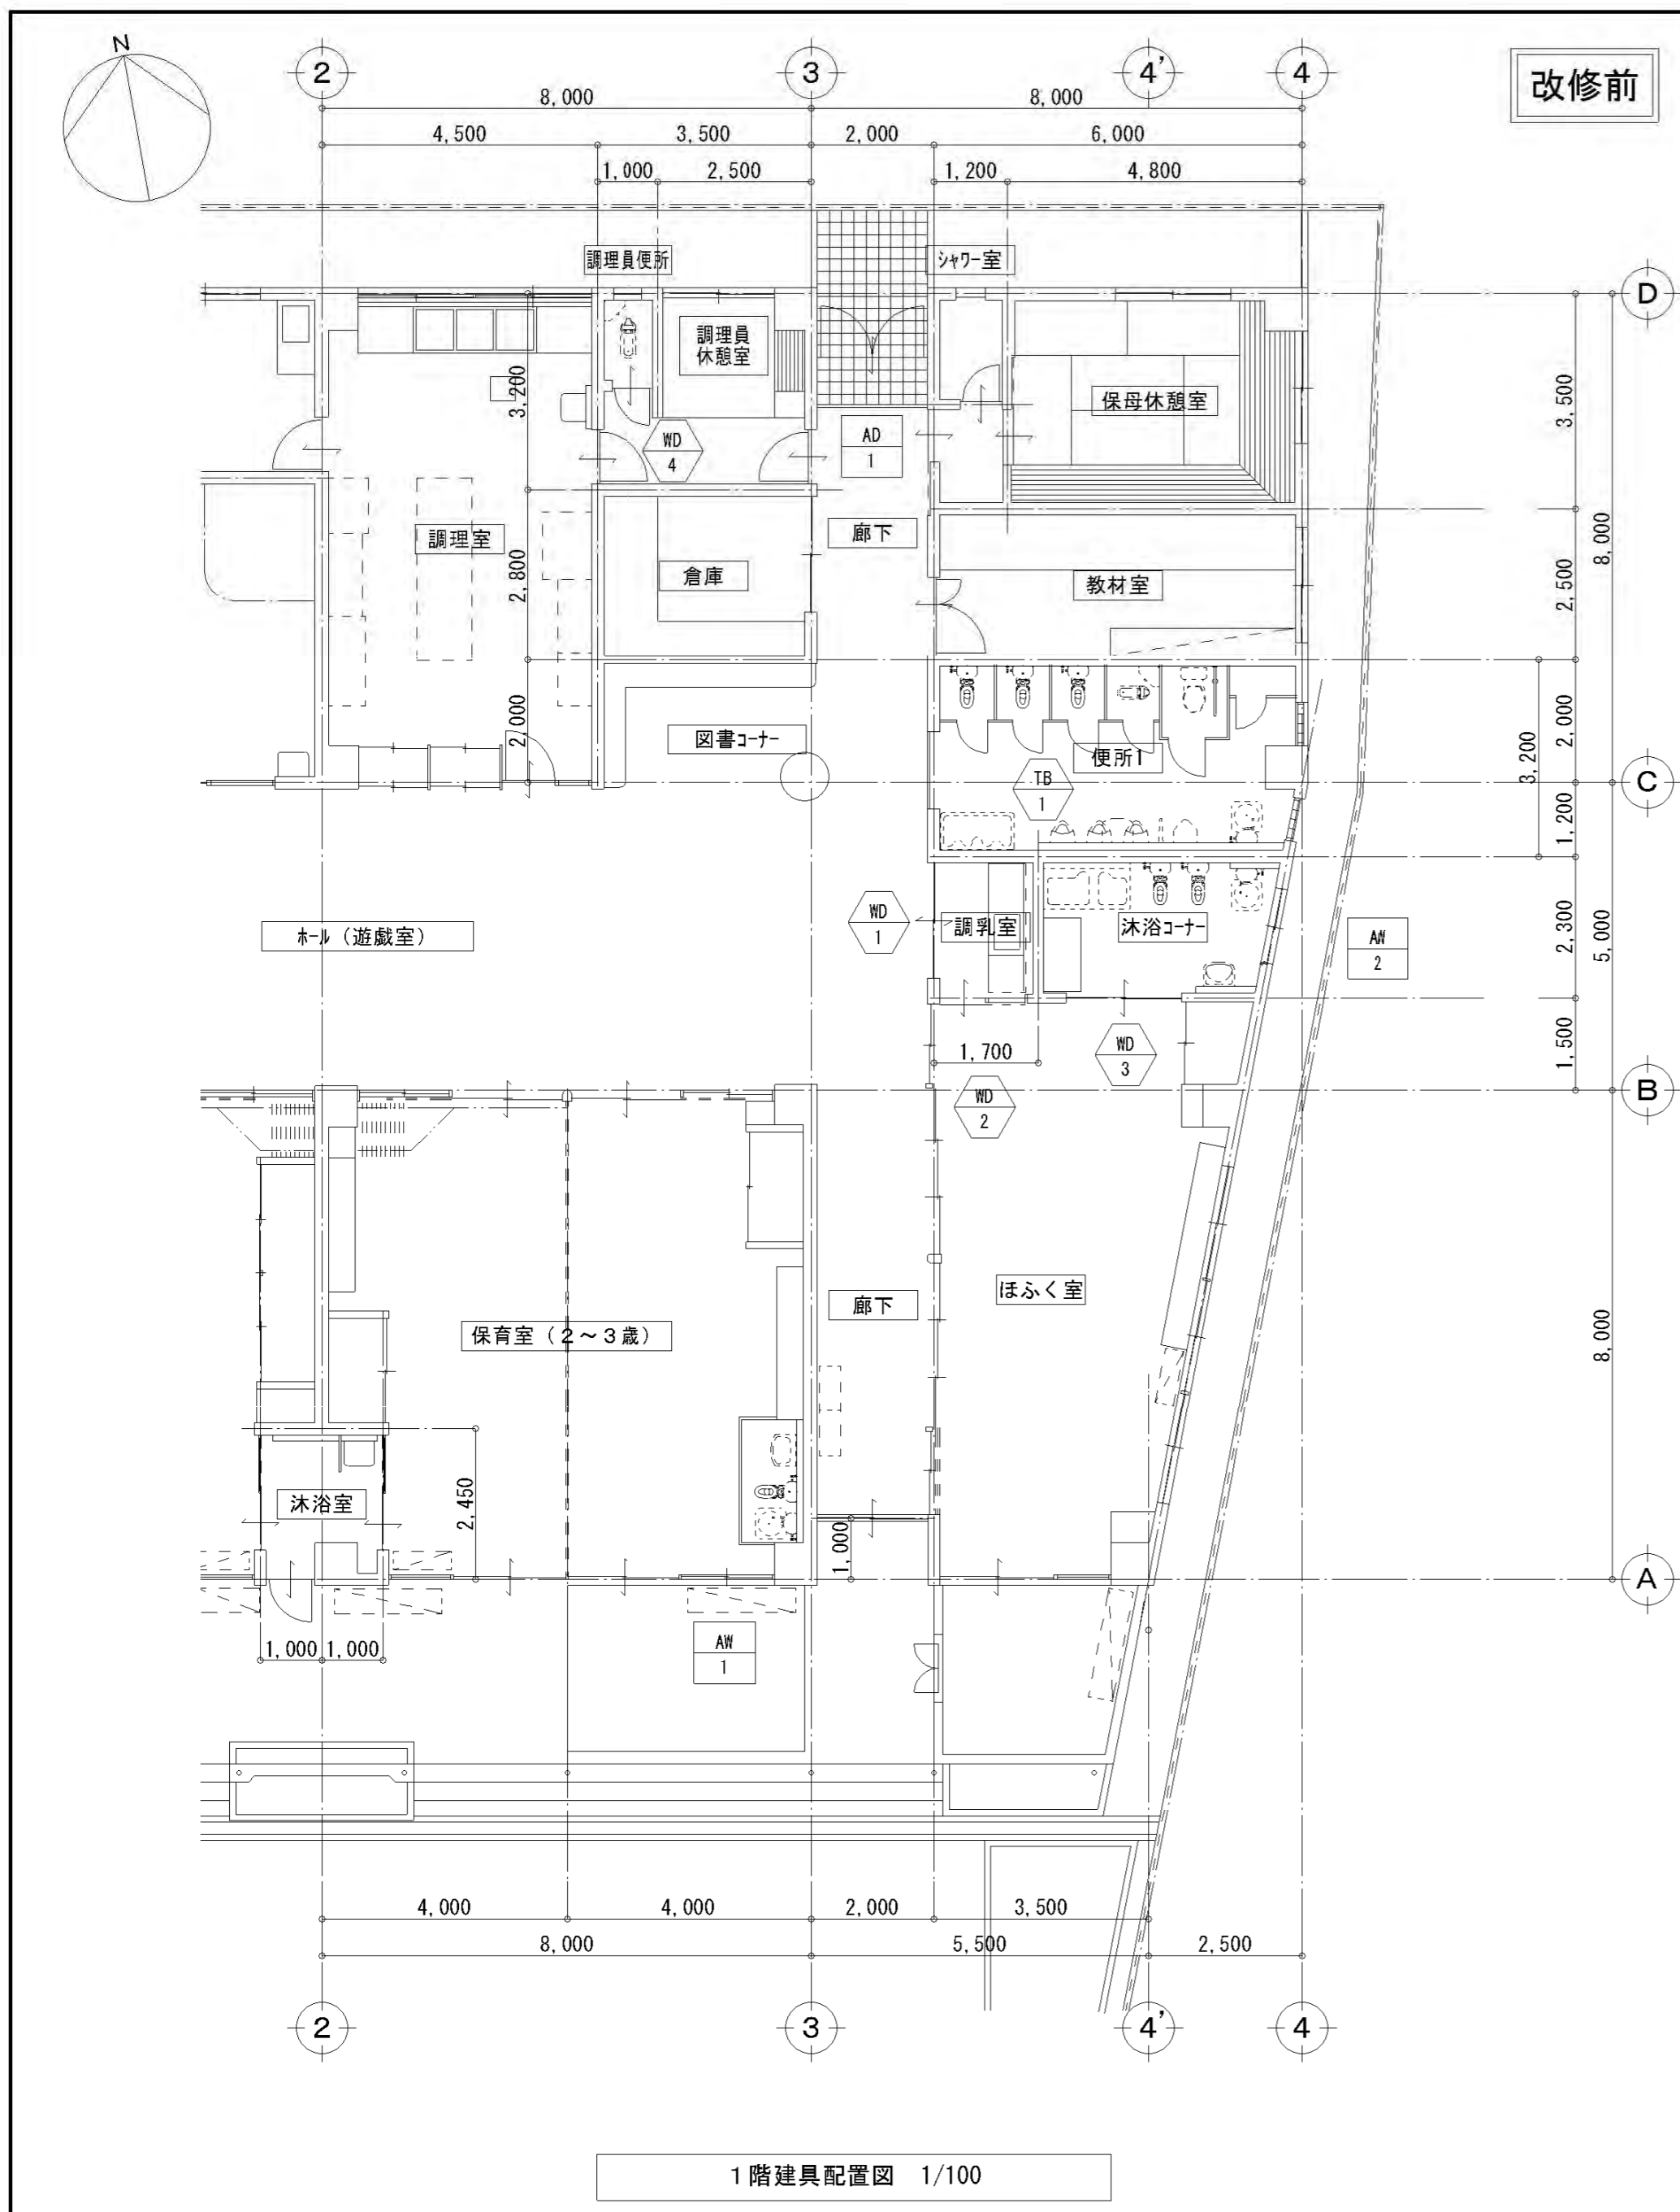 改修前
N
2
3
4'
4
8,000
8,000
4,500
3,500
2,000
6,000
1,000
2,500
1,200
4,800
調理員便所
シャワー室
D
調理員
休憩室
保母休憩室
3,200
3,500
WD
4
AD
1
8,000
調理室
廊下
倉庫
教材室
2,800
2,500
2,000
図書コーナー
便所1
2,000
3,200
TB
1
C
1,200
ホール（遊戯室）
WD
1
調乳室
沐浴コーナー
AW
2
2,300
5,000
1,700
WD
3
1,500
WD
2
B
保育室（２〜３歳）
廊下
ほふく室
8,000
2,450
沐浴室
1,000
A
1,000
1,000
AW
1
4,000
4,000
2,000
3,500
8,000
5,500
2,500
2
3
4'
4
１階建具配置図　1/100